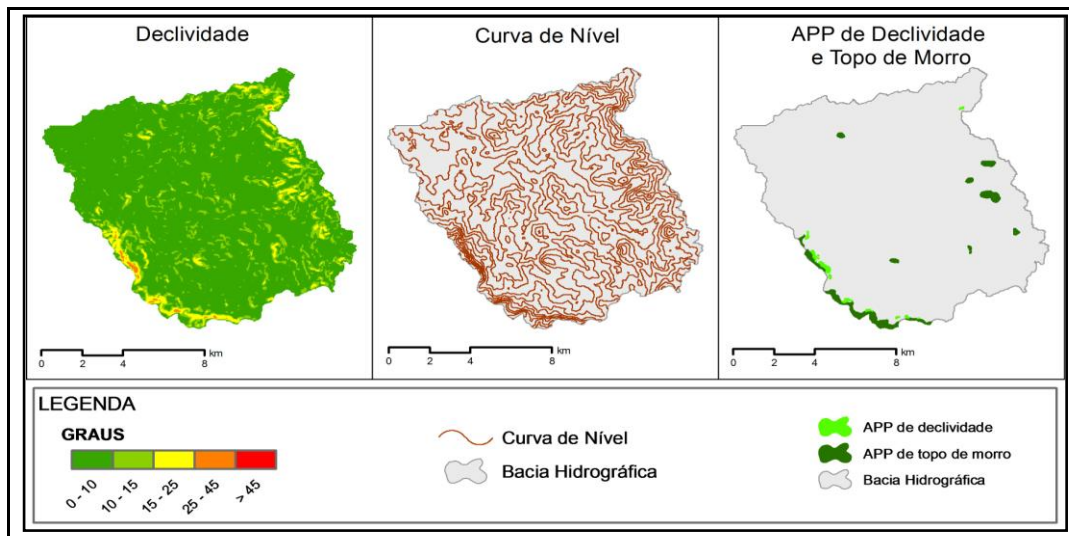 Declividade
0 2 4 8 km
Curva de Nível
0 2 4 8 km
APP de Declividade
e Topo de Morro
0 2 4 8 km
LEGENDA
GRAUS
0 - 10
10 - 15
15 - 25
25 - 45
> 45
Curva de Nível
Bacia Hidrográfica
APP de declividade
APP de topo de morro
Bacia Hidrográfica